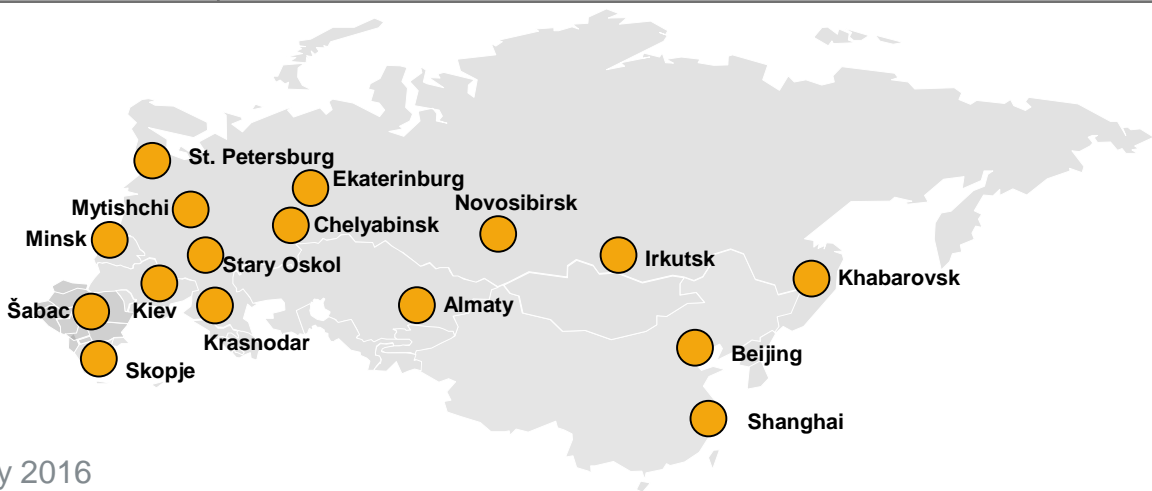 St. Petersburg
Ekaterinburg
Novosibirsk
Mytishchi
Chelyabinsk
Minsk
Stary Oskol
Irkutsk
Khabarovsk
Šabac
Kiev
Almaty
Krasnodar
Beijing
Skopje
Shanghai
y 2016